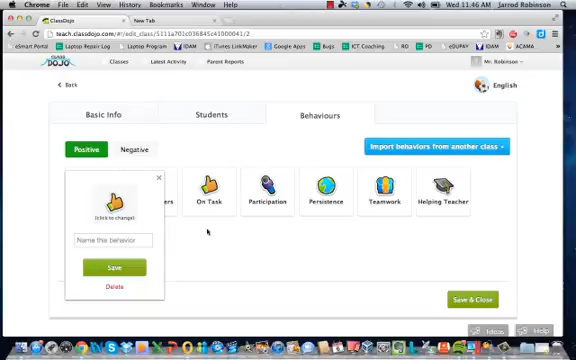 Chrome File Edit View History Bookmarks Window Help
Wed 11:46 AM Jarrod Robinson
ClassDojo
New Tab
teach.classdojo.com/#!/edit_class/5111a701c036845c41000041/2
eSmart Portal Laptop Repair Log Laptop Program IDAM iTunes LinkMaker Google Apps Bugs ICT Coaching RG eDUPAY IDAM ACAMA
CLASS DOJO
Classes Latest Activity Parent Reports Mr. Robinson
< Back
English
Basic Info Students Behaviours
Positive Negative Import behaviors from another class
ers On Task Participation Persistence Teamwork Helping Teacher
(click to change)
Name this behavior
Save
Delete
Save & Close
Ideas Help